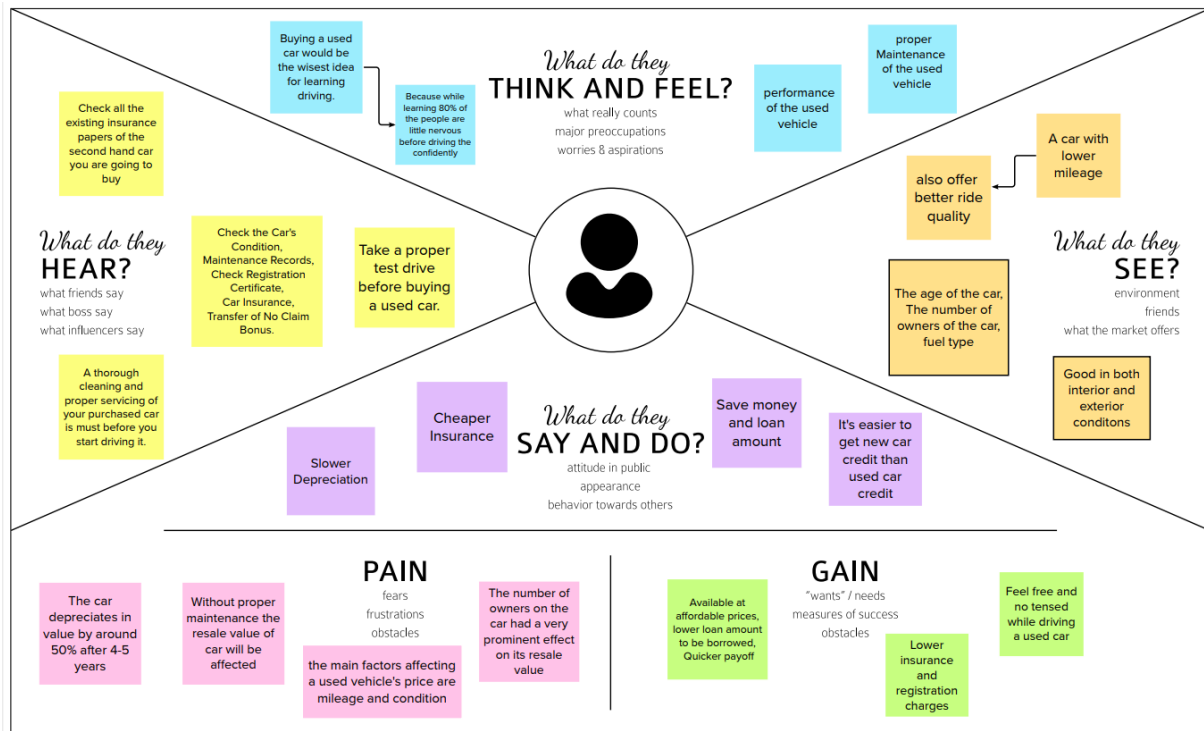 What do they
THINK AND FEEL?
what really counts
major preoccupations
worries & aspirations
Buying a used
car would be
the wisest idea
for learning
driving.
Because while
learning 80% of
the people are
little nervous
before driving the
confidently
performance
of the used
vehicle
proper
Maintenance
of the used
vehicle
What do they
HEAR?
what friends say
what boss say
what influencers say
Check all the
existing insurance
papers of the
second hand car
you are going to
buy
Check the Car's
Condition,
Maintenance Records,
Check Registration
Certificate,
Car Insurance,
Transfer of No Claim
Bonus.
Take a proper
test drive
before buying
a used car.
A thorough
cleaning and
proper servicing of
your purchased car
is must before you
start driving it.
What do they
SEE?
environment
friends
what the market offers
A car with
lower
mileage
also offer
better ride
quality
The age of the car,
The number of
owners of the car,
fuel type
Good in both
interior and
exterior
conditons
What do they
SAY AND DO?
attitude in public
appearance
behavior towards others
Slower
Depreciation
Cheaper
Insurance
Save money
and loan
amount
It's easier to
get new car
credit than
used car
credit
PAIN
fears
frustrations
obstacles
The car
depreciates in
value by around
50% after 4-5
years
Without proper
maintenance the
resale value of
car will be
affected
the main factors affecting
a used vehicle's price are
mileage and condition
The number of
owners on the
car had a very
prominent effect
on its resale
value
GAIN
"wants" / needs
measures of success
obstacles
Available at
affordable prices,
lower loan amount
to be borrowed,
Quicker payoff
Lower
insurance
and
registration
charges
Feel free and
no tensed
while driving
a used car